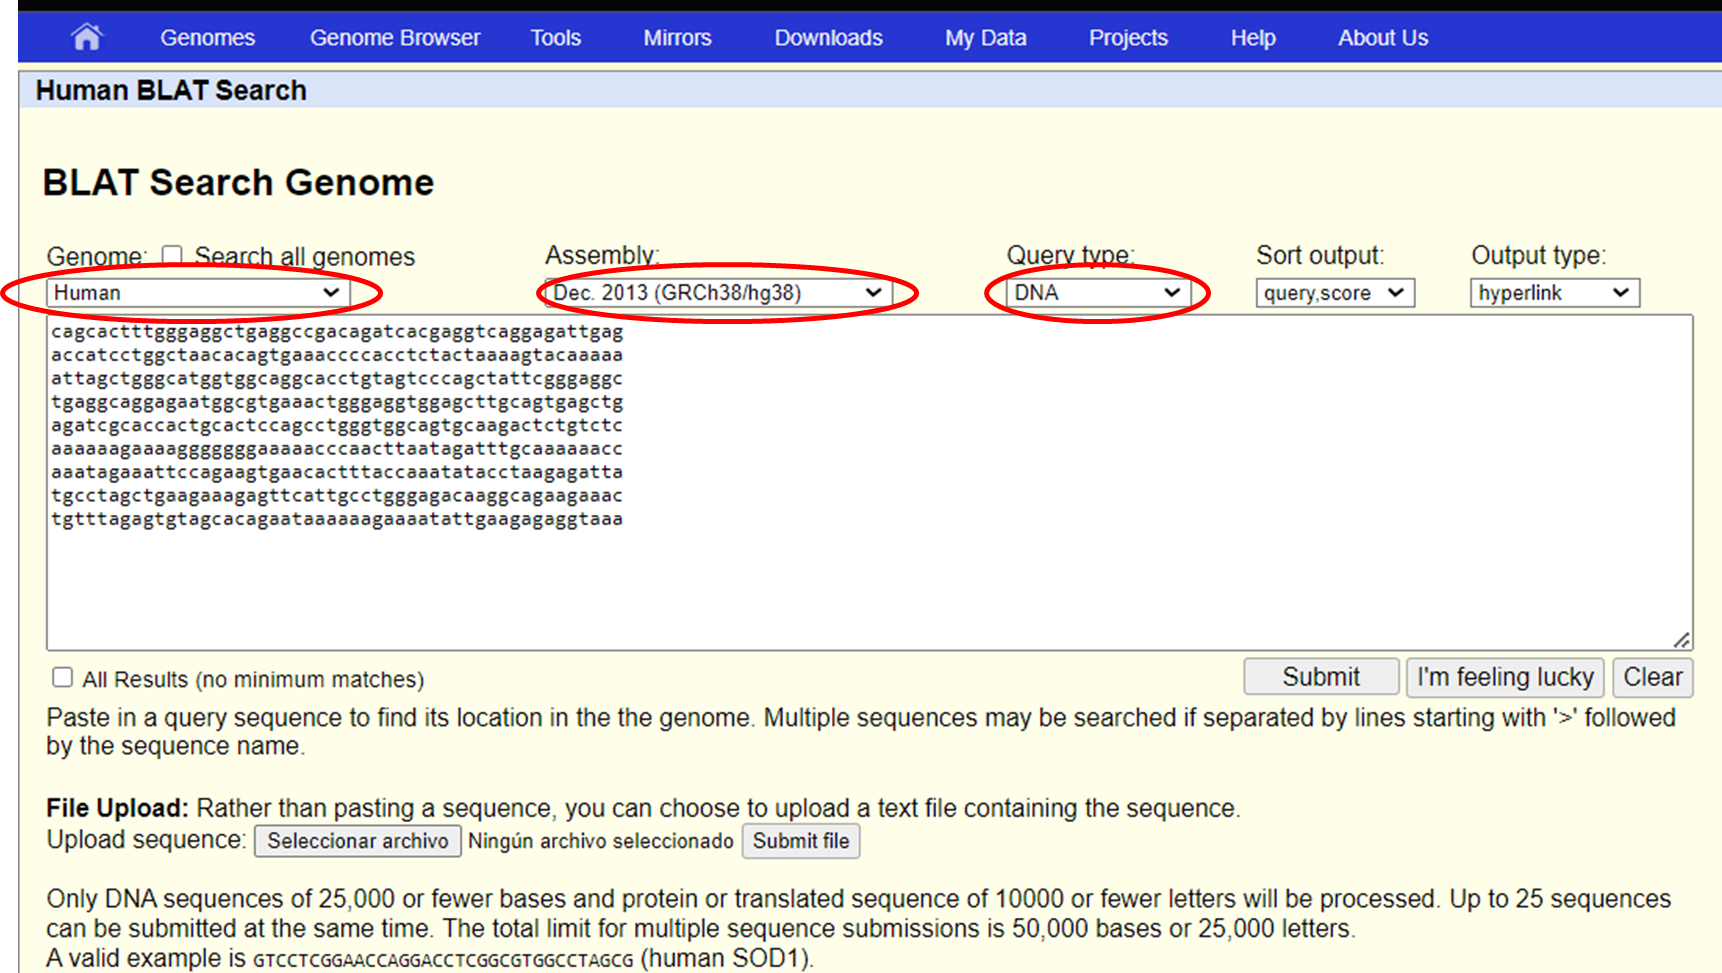 Genomes Genome Browser Tools Mirrors Downloads My Data Projects Help About Us
Human BLAT Search
BLAT Search Genome
Genome: Search all genomes Assembly: Query type: Sort output: Output type:
Human Dec. 2013 (GRCh38/hg38) DNA query,score hyperlink
cagcactttgggaggctgaggccgacagatcacgaggtcaggagattgag
accatcctggctaacacagtgaaaccccacctctactaaaagtacaaaaa
attagctgggcatggtggcaggcacctgtagtcccagctattcgggaggc
tgaggcaggagaatggcgtgaaactgggaggtggagcttgcagtgagctg
agatcgcaccactgcactccagcctgggtggcagtgcaagactctgtctc
aaaaaagaaaagggggggaaaaacccaacttaatagatttgcaaaaaacc
aaatagaaattccagaagtgaacactttaccaaatatacctaagagatta
tgcctagctgaagaaagagttcattgcctgggagacaaggcagaagaaac
tgtttagagtgtagcacagaataaaaaagaaaatattgaagagaggtaaa
All Results (no minimum matches) Submit I'm feeling lucky Clear
Paste in a query sequence to find its location in the the genome. Multiple sequences may be searched if separated by lines starting with '>' followed
by the sequence name.
File Upload: Rather than pasting a sequence, you can choose to upload a text file containing the sequence.
Upload sequence: Seleccionar archivo Ningún archivo seleccionado Submit file
Only DNA sequences of 25,000 or fewer bases and protein or translated sequence of 10000 or fewer letters will be processed. Up to 25 sequences
can be submitted at the same time. The total limit for multiple sequence submissions is 50,000 bases or 25,000 letters.
A valid example is GTCCTCGGAACCAGGACCTCGGCGTGGCCTAGCG (human SOD1).